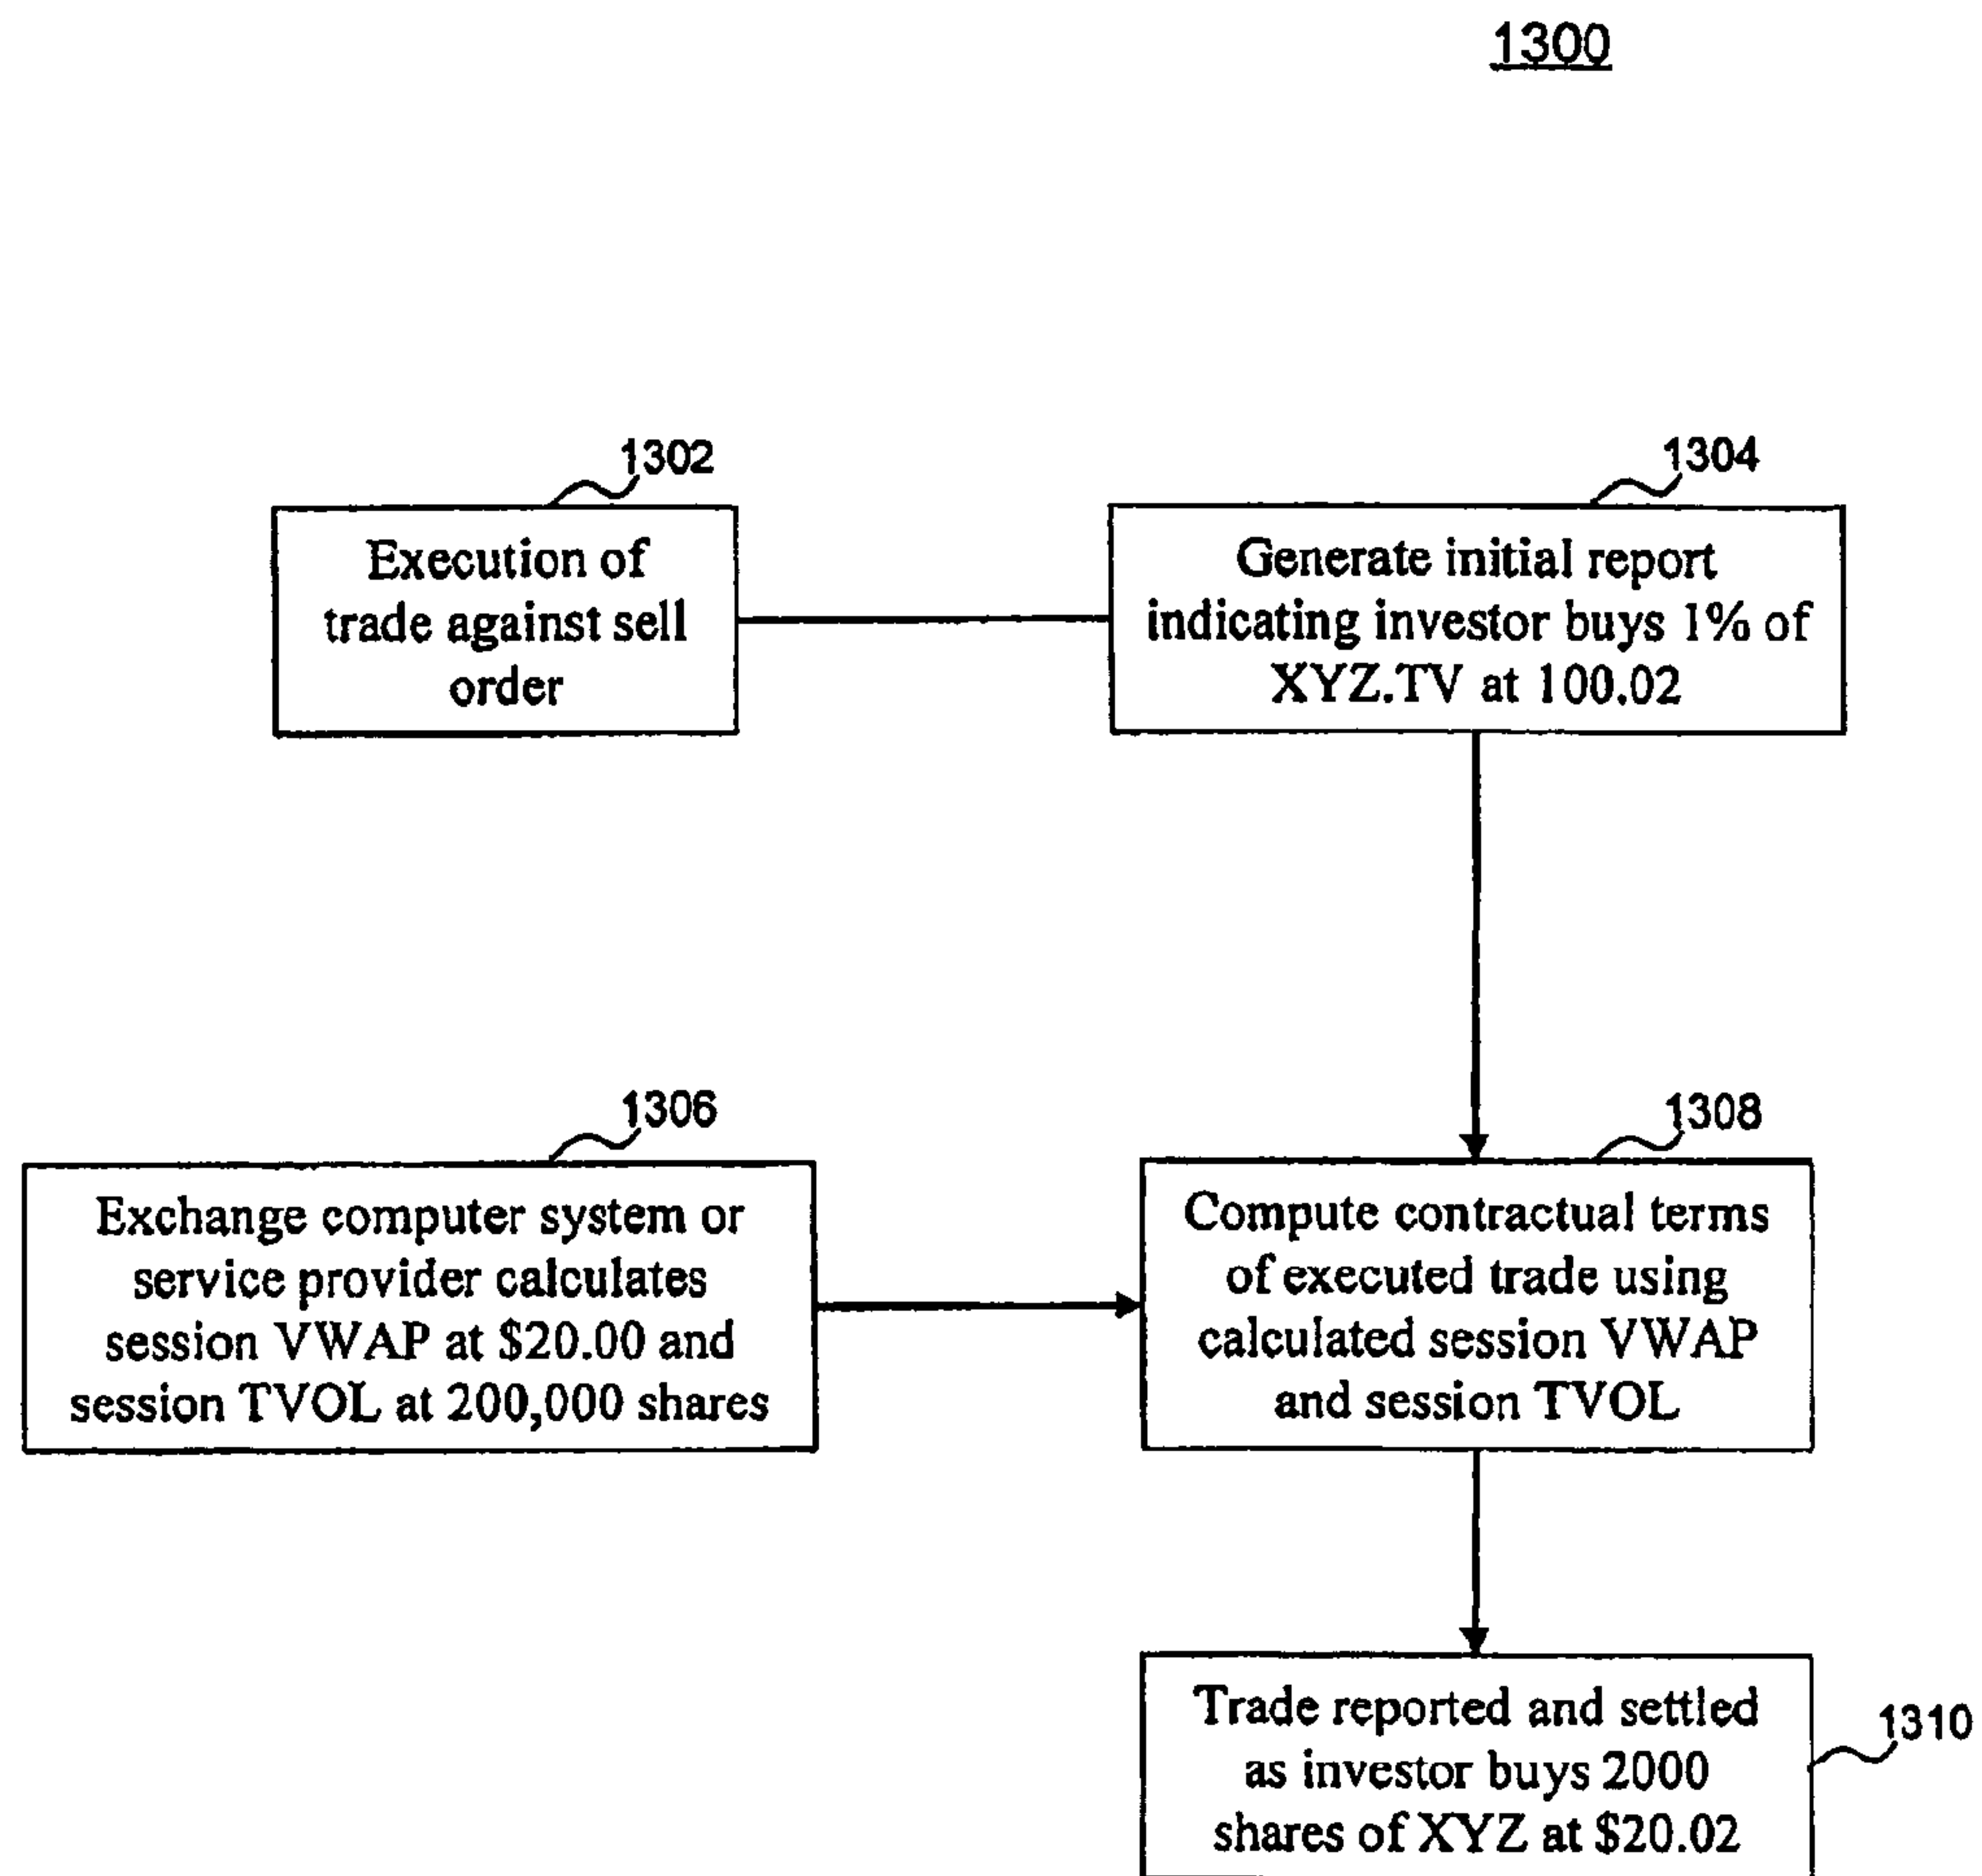 1300
1302
Execution of
trade against sell
order
1304
Generate initial report
indicating investor buys 1% of
XYZ.TV at 100.02
1306
Exchange computer system or
service provider calculates
session VWAP at $20.00 and
session TVOL at 200,000 shares
1308
Compute contractual terms
of executed trade using
calculated session VWAP
and session TVOL
Trade reported and settled
as investor buys 2000
shares of XYZ at $20.02
1310